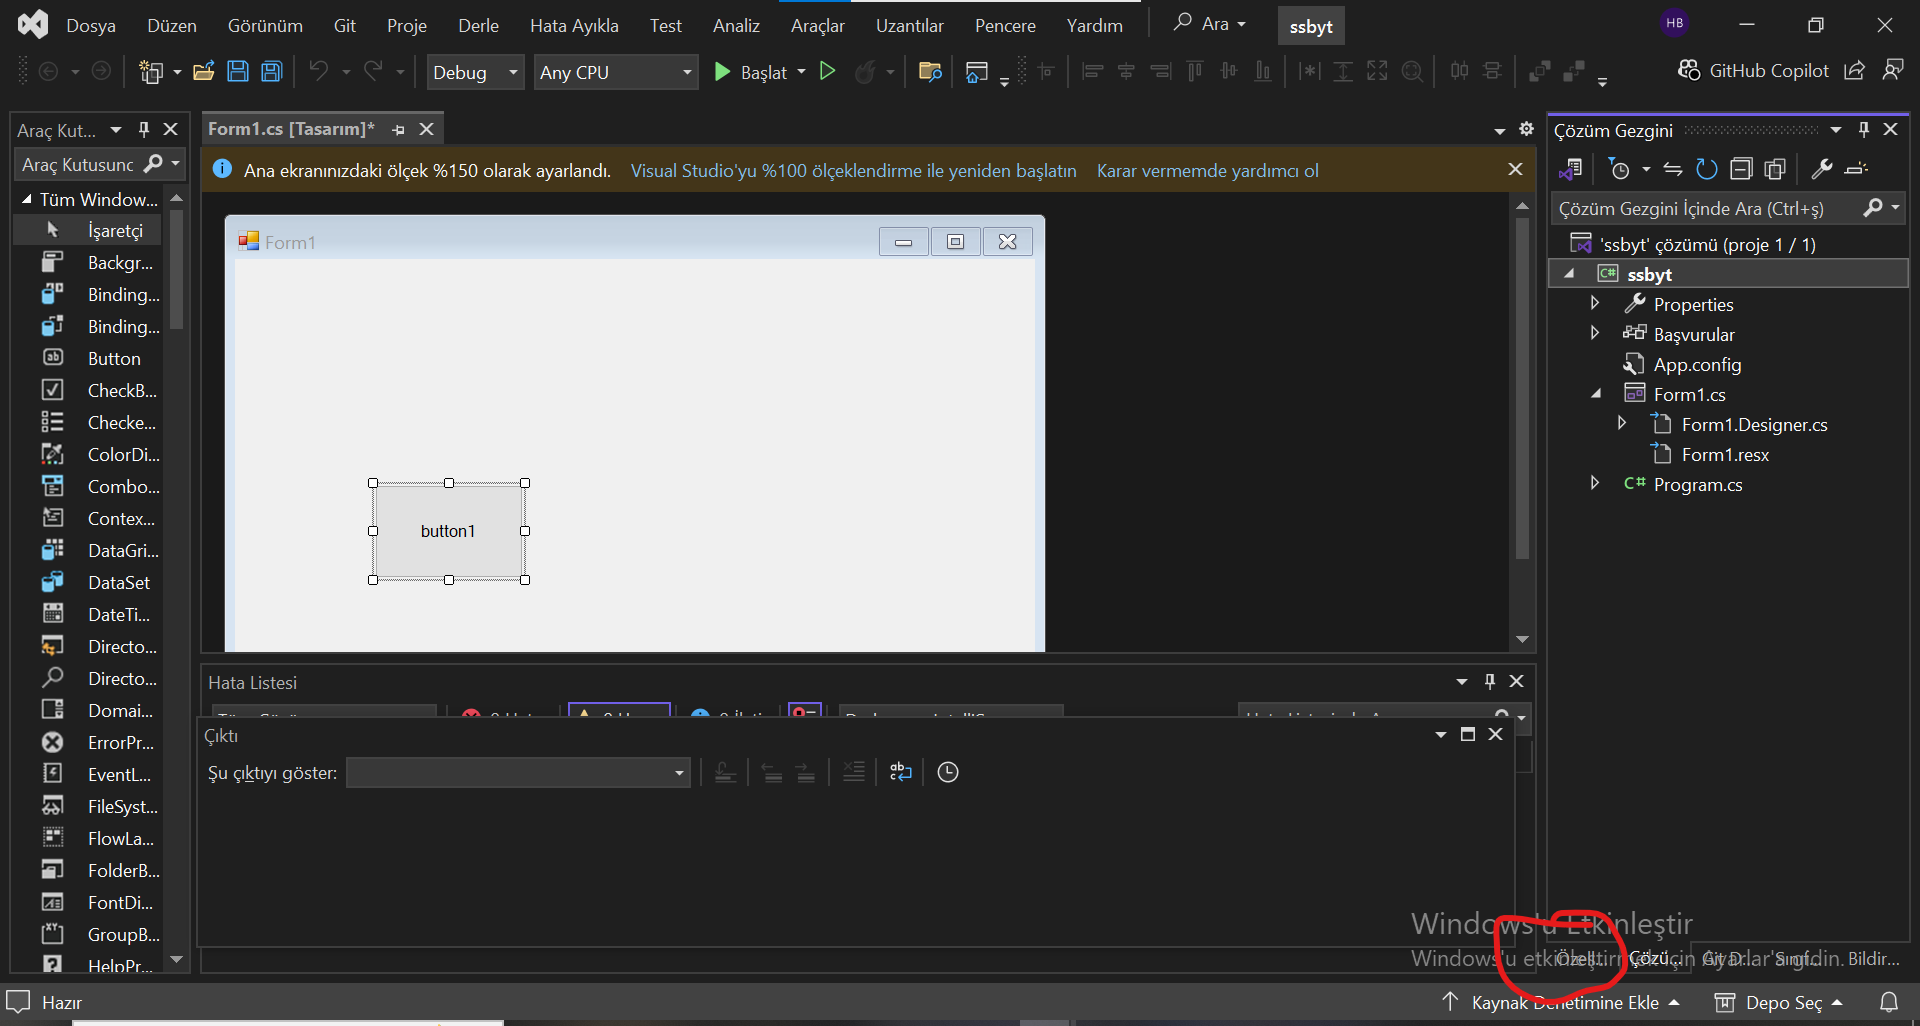 Dosya Düzen Görünüm Git Proje Derle Hata Ayıkla Test Analiz Araçlar Uzantılar Pencere Yardım Ara ssbyt HB
Debug Any CPU Başlat GitHub Copilot
Araç Kut...
Araç Kutusunc
Tüm Window...
İşaretçi
Backgr...
Binding...
Binding...
Button
CheckB...
Checke...
ColorDi...
Combo...
Contex...
DataGri...
DataSet
DateTi...
Directo...
Directo...
Domai...
ErrorPr...
EventL...
FileSyst...
FlowLa...
FolderB...
FontDi...
GroupB...
HelpPr...
Form1.cs [Tasarım]*
Ana ekranınızdaki ölçek %150 olarak ayarlandı. Visual Studio'yu %100 ölçeklendirme ile yeniden başlatın Karar vermemde yardımcı ol
Form1
button1
Hata Listesi
Çıktı
Şu çıktıyı göster:
Çözüm Gezgini
Çözüm Gezgini İçinde Ara (Ctrl+ş)
'ssbyt' çözümü (proje 1 / 1)
C# ssbyt
Properties
Başvurular
App.config
Form1.cs
Form1.Designer.cs
Form1.resx
C# Program.cs
Windows'u Etkinleştir
Windows'u etkinleştirmek için Ayarlar'a gidin.
Özell... Çözü... Git D... Sınıf... Bildir...
Hazır Kaynak Denetimine Ekle Depo Seç